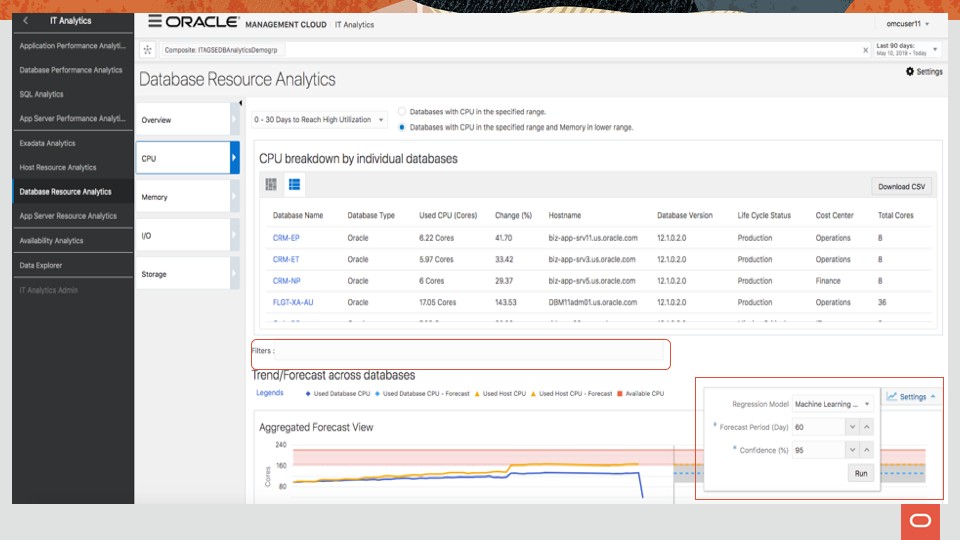 IT Analytics
Application Performance Analyti...
Database Performance Analytics
SQL Analytics
App Server Performance Analyti...
Exadata Analytics
Host Resource Analytics
Database Resource Analytics
App Server Resource Analytics
Availability Analytics
Data Explorer
IT Analytics Admin
ORACLE MANAGEMENT CLOUD IT Analytics
omcuser11
Composite: ITAGSEDBAnalyticsDemogrp
x
Last 90 days:
May 10, 2019 - Today
Database Resource Analytics
Settings
Overview
CPU
Memory
I/O
Storage
0 - 30 Days to Reach High Utilization
Databases with CPU in the specified range.
Databases with CPU in the specified range and Memory in lower range.
CPU breakdown by individual databases
Download CSV
Database Name Database Type Used CPU (Cores) Change (%) Hostname Database Version Life Cycle Status Cost Center Total Cores
CRM-EP Oracle 6.22 Cores 41.70 biz-app-srv11.us.oracle.com 12.1.0.2.0 Production Operations 8
CRM-ET Oracle 5.97 Cores 33.42 biz-app-srv3.us.oracle.com 12.1.0.2.0 Production Operations 8
CRM-NP Oracle 6 Cores 29.37 biz-app-srv5.us.oracle.com 12.1.0.2.0 Production Finance 8
FLGT-XA-AU Oracle 17.05 Cores 143.53 DBM11adm01.us.oracle.com 12.1.0.2.0 Production Operations 36
Filters :
Trend/Forecast across databases
Legends Used Database CPU Used Database CPU - Forecast Used Host CPU Used Host CPU - Forecast Available CPU
Settings
Regression Model Machine Learning ...
* Forecast Period (Day) 60
* Confidence (%) 95
Run
Aggregated Forecast View
Cores
240
160
80